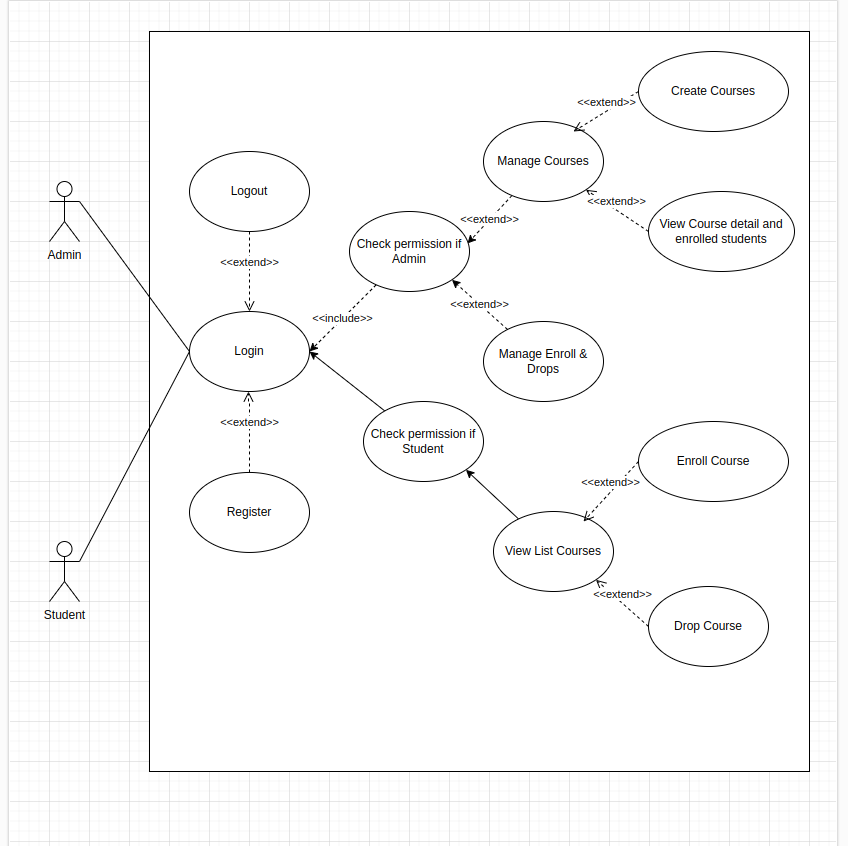 Create Courses
<<extend>>
Manage Courses
Logout
<<extend>>
View Course detail and
enrolled students
<<extend>>
Check permission if
Admin
Admin
<<extend>>
<<extend>>
<<include>>
Login
Manage Enroll &
Drops
<<extend>>
Check permission if
Student
Enroll Course
<<extend>>
Register
View List Courses
<<extend>>
Student
Drop Course